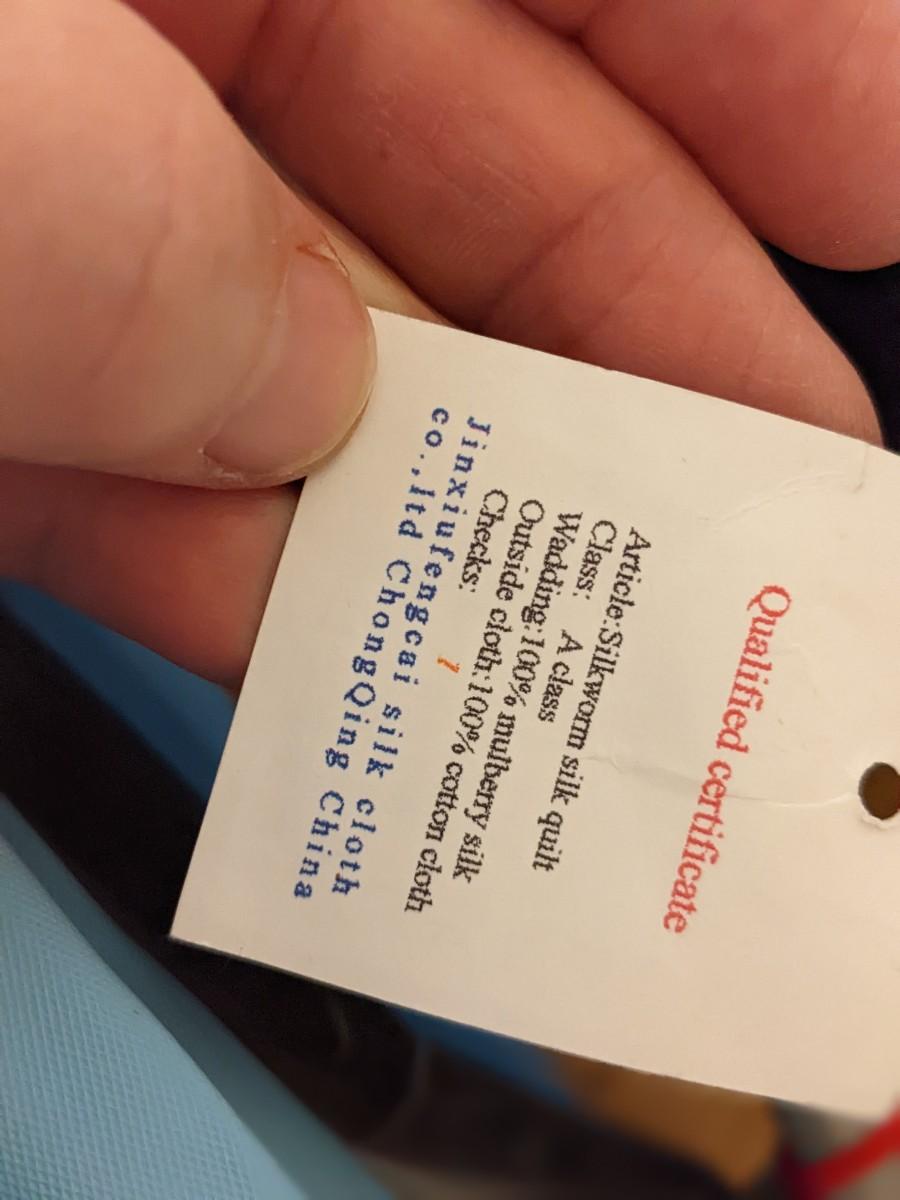 Qualified certificate
Article:Silkworm silk quilt
Class: A class
Wadding:100% mulberry silk
Outside cloth:100% cotton cloth
Checks: 7
Jinxiufengcai silk cloth
co.,ltd ChongQing China